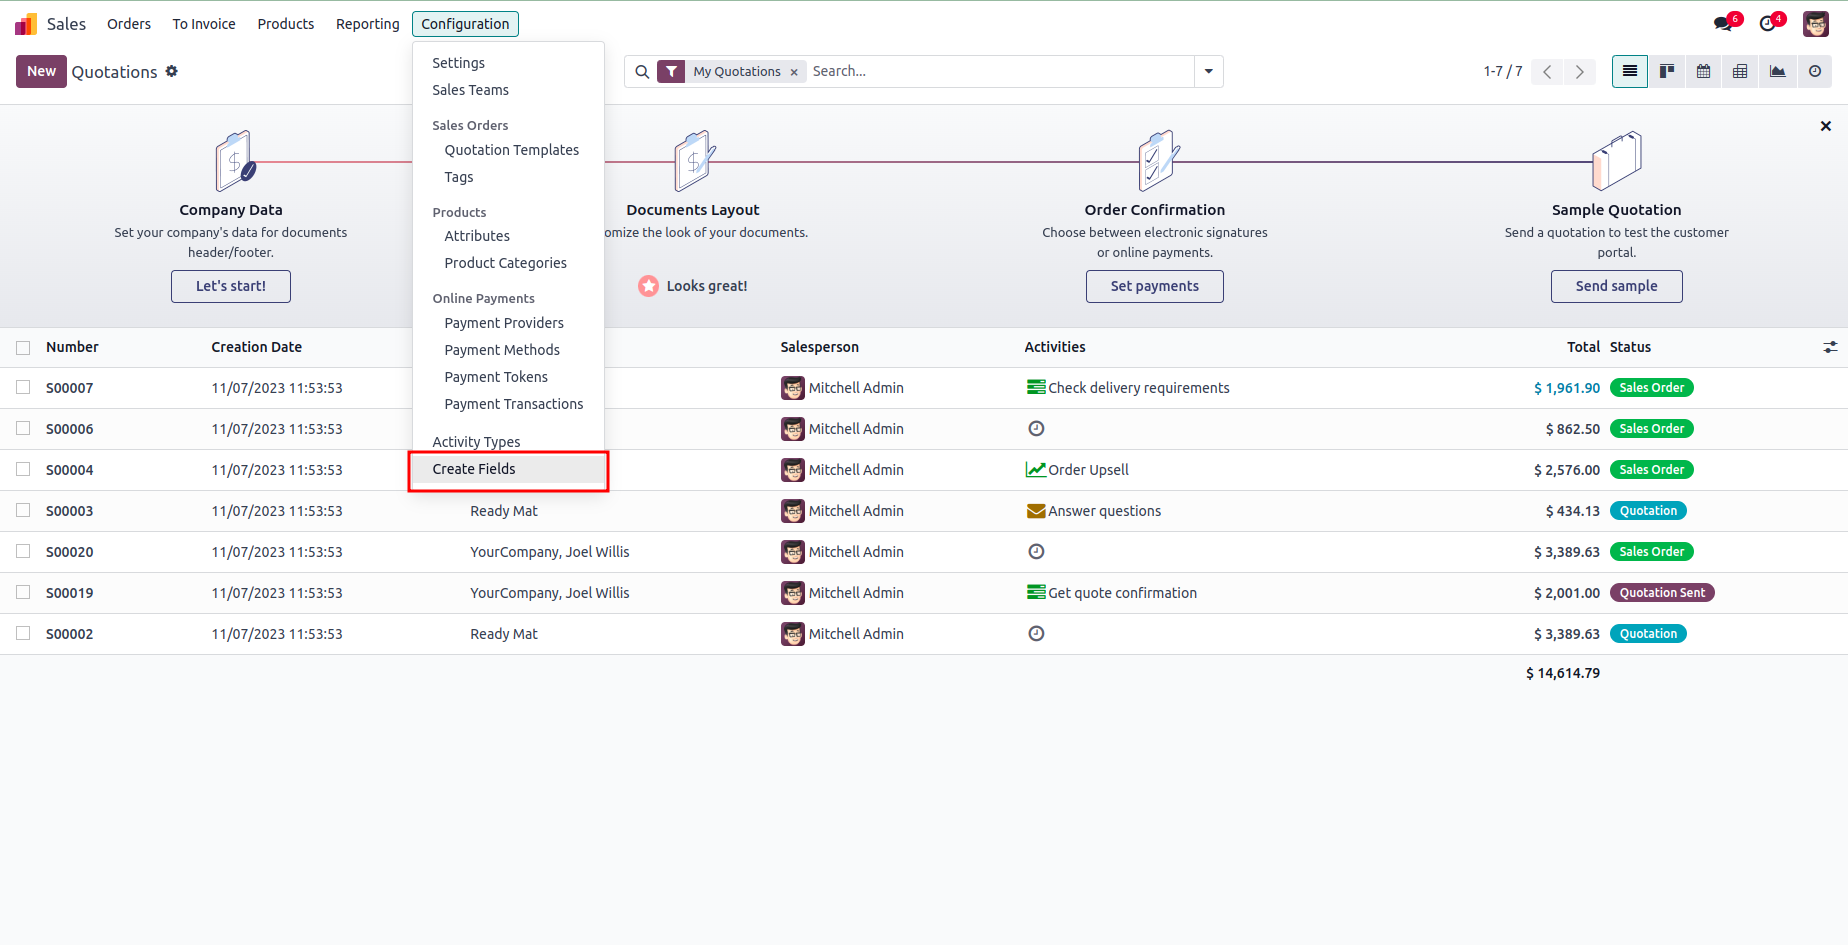 Sales Orders To Invoice Products Reporting Configuration 6 4
New Quotations My Quotations × Search... 1-7 / 7
Settings
Sales Teams
Sales Orders
Quotation Templates
Tags
Products
Attributes
Product Categories
Online Payments
Payment Providers
Payment Methods
Payment Tokens
Payment Transactions
Activity Types
Create Fields
Company Data
Set your company's data for documents
header/footer.
Let's start!
Documents Layout
omize the look of your documents.
Looks great!
Order Confirmation
Choose between electronic signatures
or online payments.
Set payments
Sample Quotation
Send a quotation to test the customer
portal.
Send sample
Number Creation Date Salesperson Activities Total Status
S00007 11/07/2023 11:53:53 Mitchell Admin Check delivery requirements $ 1,961.90 Sales Order
S00006 11/07/2023 11:53:53 Mitchell Admin $ 862.50 Sales Order
S00004 11/07/2023 11:53:53 Mitchell Admin Order Upsell $ 2,576.00 Sales Order
S00003 11/07/2023 11:53:53 Ready Mat Mitchell Admin Answer questions $ 434.13 Quotation
S00020 11/07/2023 11:53:53 YourCompany, Joel Willis Mitchell Admin $ 3,389.63 Sales Order
S00019 11/07/2023 11:53:53 YourCompany, Joel Willis Mitchell Admin Get quote confirmation $ 2,001.00 Quotation Sent
S00002 11/07/2023 11:53:53 Ready Mat Mitchell Admin $ 3,389.63 Quotation
$ 14,614.79